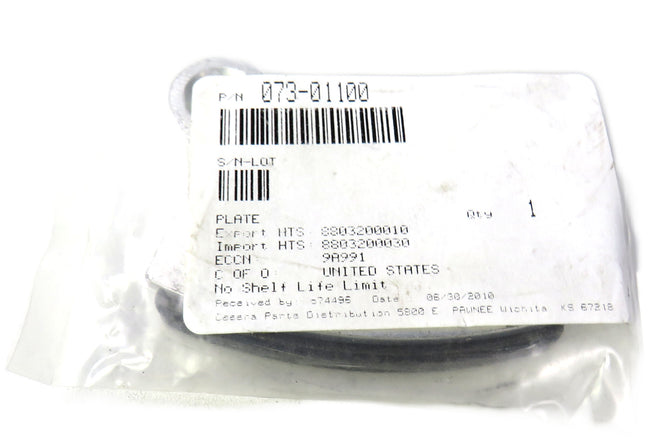 P/N 073-01100
S/N-LOT
PLATE Qty 1
Export HTS: 8803200010
Import HTS: 8803200030
ECCN: 9A991
C OF O: UNITED STATES
No Shelf Life Limit
Received by: c74496 Date: 06/30/2010
Cessna Parts Distribution 5800 E. PAWNEE Wichita KS 67218